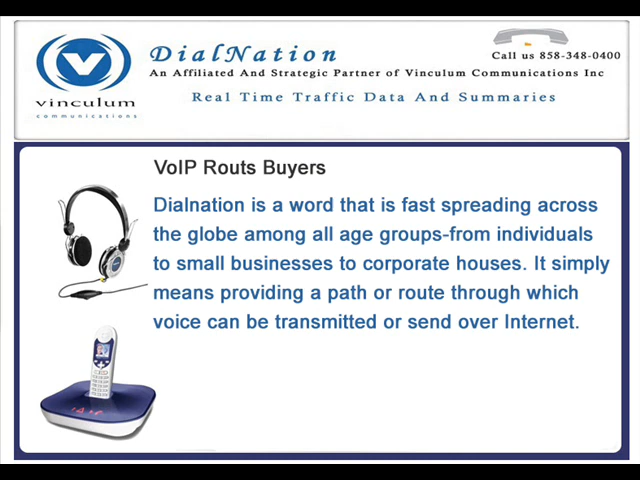 DialNation
Call us 858-348-0400
An Affiliated And Strategic Partner of Vinculum Communications Inc
vinculum
communications
Real Time Traffic Data And Summaries
VoIP Routs Buyers
Dialnation is a word that is fast spreading across
the globe among all age groups-from individuals
to small businesses to corporate houses. It simply
means providing a path or route through which
voice can be transmitted or send over Internet.